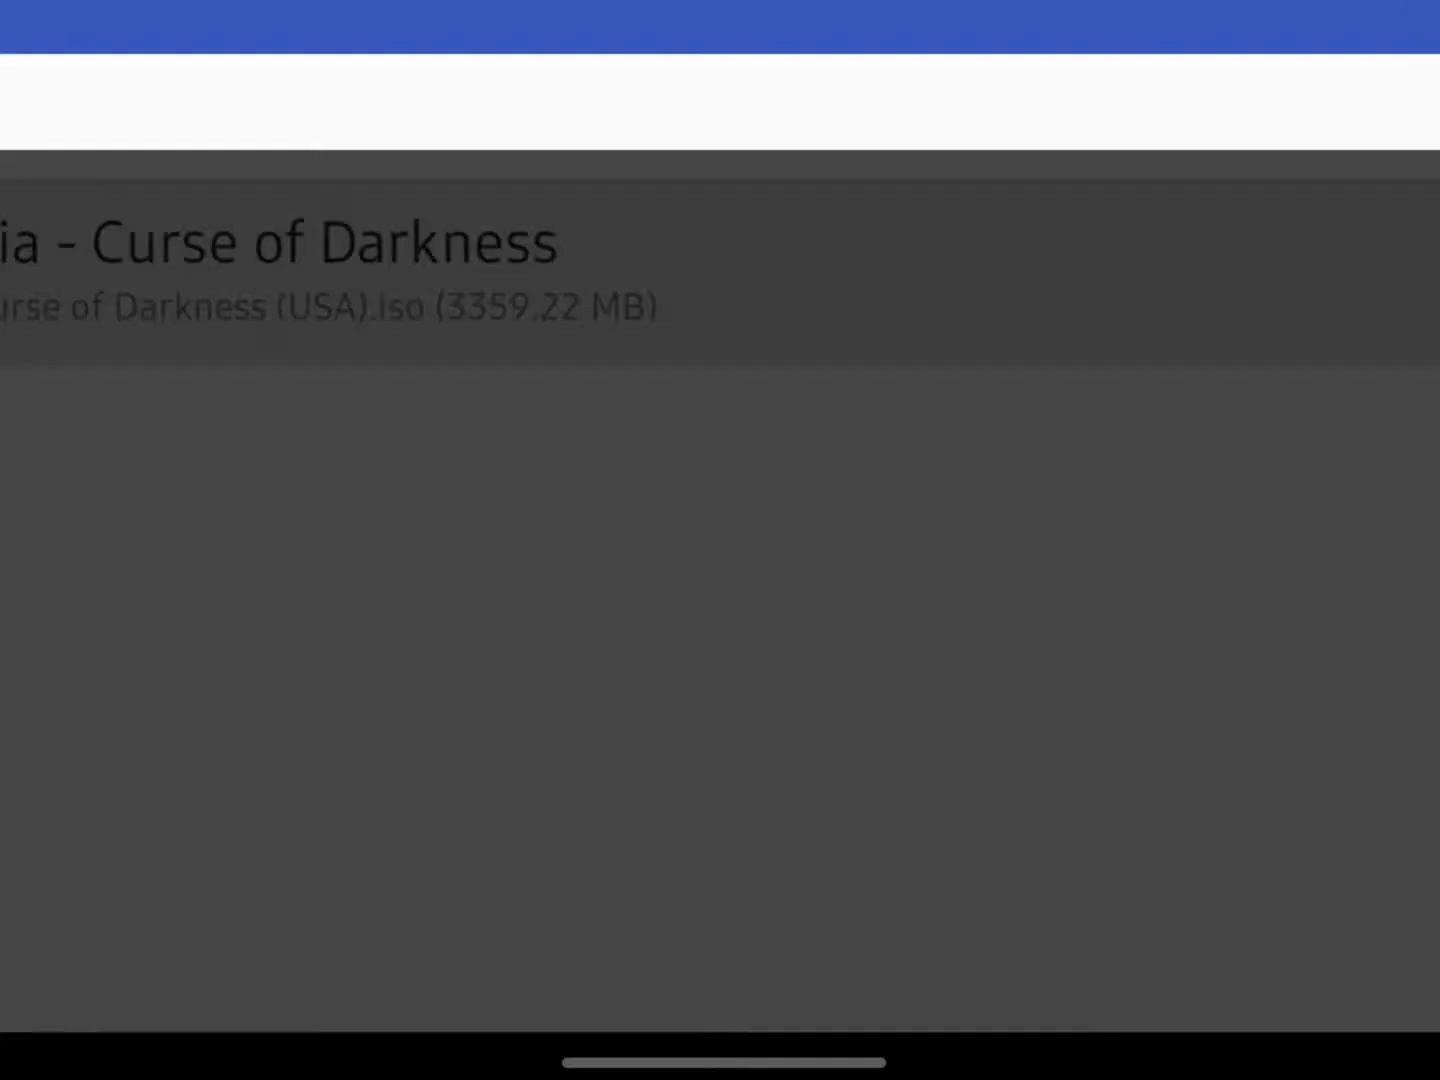 ia - Curse of Darkness
urse of Darkness (USA).iso (3359.22 MB)